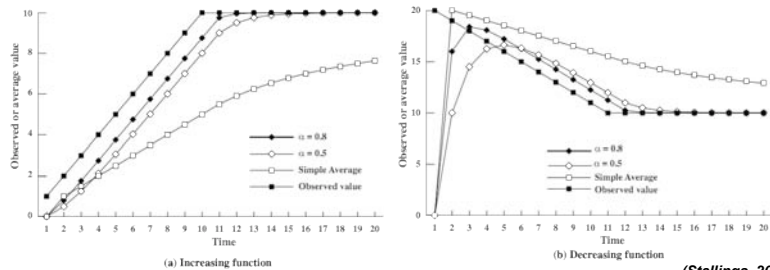 Observed or average value
10
8
6
4
2
0
α = 0.8
α = 0.5
Simple Average
Observed value
1 2 3 4 5 6 7 8 9 10 11 12 13 14 15 16 17 18 19 20
Time
(a) Increasing function
Observed or average value
20
15
10
5
0
α = 0.8
α = 0.5
Simple Average
Observed value
1 2 3 4 5 6 7 8 9 10 11 12 13 14 15 16 17 18 19 20
Time
(b) Decreasing function
(Stallings,